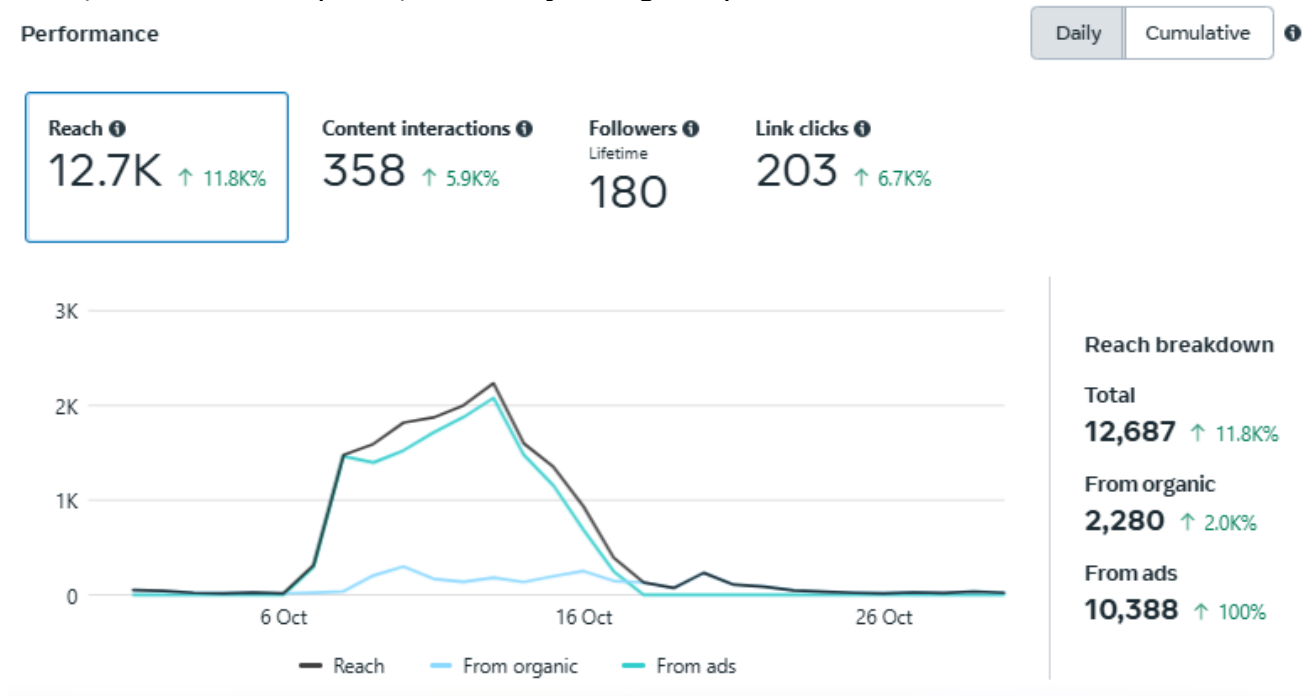 Performance
Daily Cumulative
Reach
12.7K ↑ 11.8K%
Content interactions
358 ↑ 5.9K%
Followers
Lifetime
180
Link clicks
203 ↑ 6.7K%
3K
2K
1K
0
6 Oct 16 Oct 26 Oct
Reach From organic From ads
Reach breakdown
Total
12,687 ↑ 11.8K%
From organic
2,280 ↑ 2.0K%
From ads
10,388 ↑ 100%